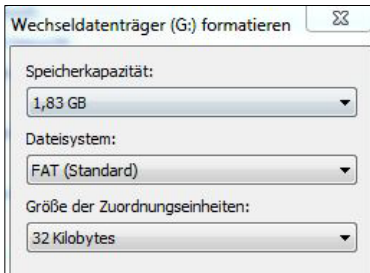 Wechseldatenträger (G:) formatieren
Speicherkapazität:
1,83 GB
Dateisystem:
FAT (Standard)
Größe der Zuordnungseinheiten:
32 Kilobytes